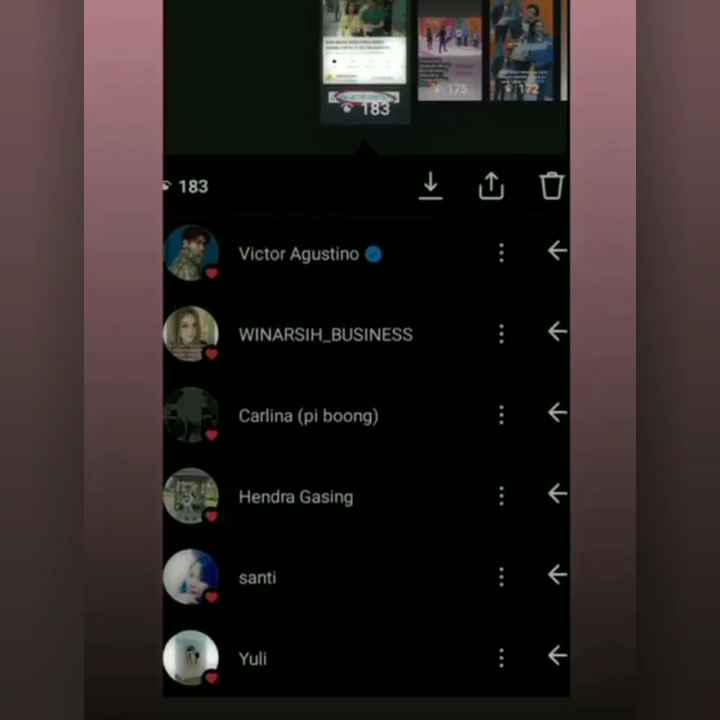 183
175
172
183
Victor Agustino
WINARSIH_BUSINESS
Carlina (pi boong)
Hendra Gasing
santi
Yuli